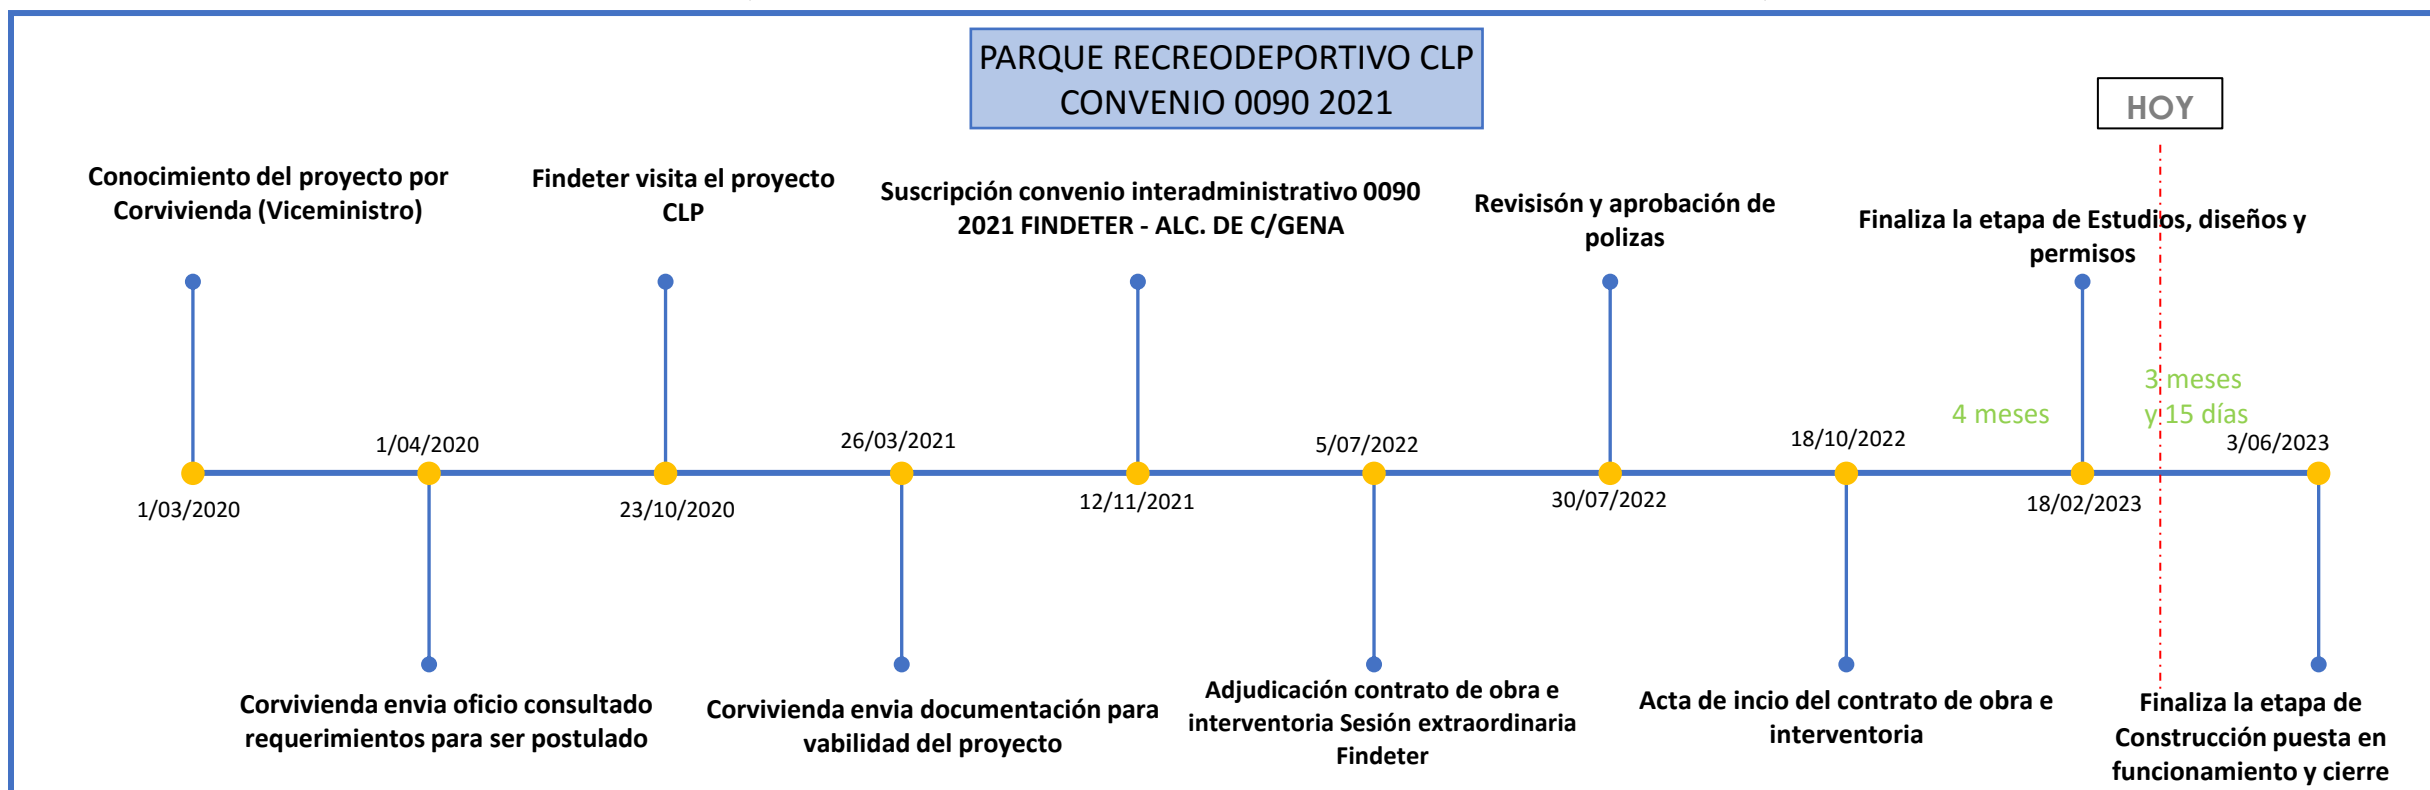 PARQUE RECREODEPORTIVO CLP
CONVENIO 0090 2021
HOY
Conocimiento del proyecto por
Corvivienda (Viceministro)
Findeter visita el proyecto
CLP
Suscripción convenio interadministrativo 0090
2021 FINDETER - ALC. DE C/GENA
Revisisón y aprobación de
polizas
Finaliza la etapa de Estudios, diseños y
permisos
3 meses
y 15 días
4 meses
1/04/2020
26/03/2021
5/07/2022
18/10/2022
3/06/2023
1/03/2020
23/10/2020
12/11/2021
30/07/2022
18/02/2023
Corvivienda envia oficio consultado
requerimientos para ser postulado
Corvivienda envia documentación para
vabilidad del proyecto
Adjudicación contrato de obra e
interventoria Sesión extraordinaria
Findeter
Acta de incio del contrato de obra e
interventoria
Finaliza la etapa de
Construcción puesta en
funcionamiento y cierre